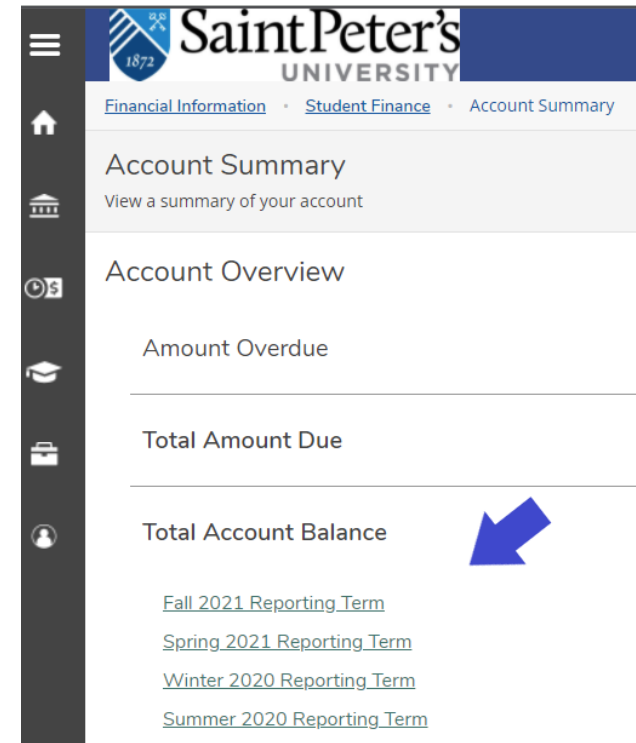 Saint Peter's
1872
UNIVERSITY
Financial Information · Student Finance · Account Summary
Account Summary
View a summary of your account
$
Account Overview
Amount Overdue
Total Amount Due
Total Account Balance
Fall 2021 Reporting Term
Spring 2021 Reporting Term
Winter 2020 Reporting Term
Summer 2020 Reporting Term